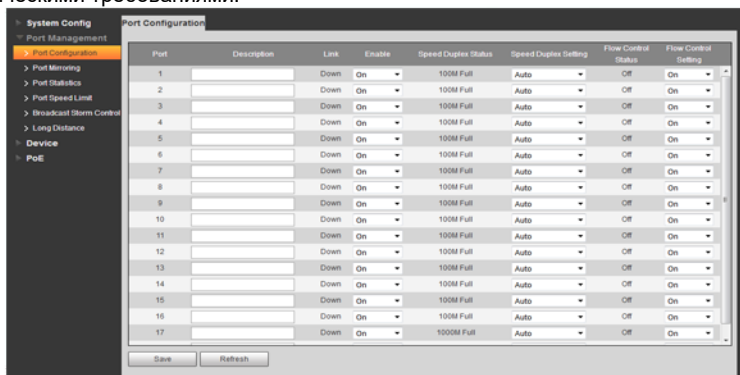 ческими требованиями.
System Config
Port Management
> Port Configuration
> Port Mirroring
> Port Statistics
> Port Speed Limit
> Broadcast Storm Control
> Long Distance
Device
PoE
Port Configuration
Port Description Link Enable Speed Duplex Status Speed Duplex Setting Flow Control Status Flow Control Setting
1 Down On 100M Full Auto Off On
2 Down On 100M Full Auto Off On
3 Down On 100M Full Auto Off On
4 Down On 100M Full Auto Off On
5 Down On 100M Full Auto Off On
6 Down On 100M Full Auto Off On
7 Down On 100M Full Auto Off On
8 Down On 100M Full Auto Off On
9 Down On 100M Full Auto Off On
10 Down On 100M Full Auto Off On
11 Down On 100M Full Auto Off On
12 Down On 100M Full Auto Off On
13 Down On 100M Full Auto Off On
14 Down On 100M Full Auto Off On
15 Down On 100M Full Auto Off On
16 Down On 100M Full Auto Off On
17 Down On 1000M Full Auto Off On
Save Refresh